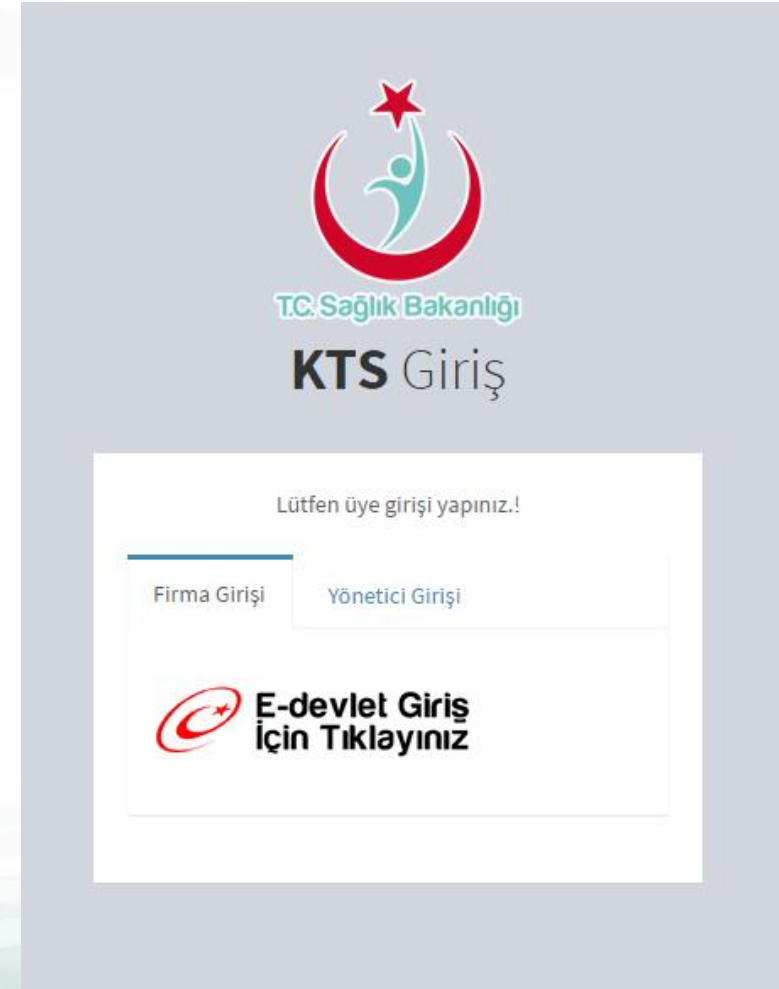 T.C. Sağlık Bakanlığı
KTS Giriş
Lütfen üye girişi yapınız.!
Firma Girişi
Yönetici Girişi
E-devlet Giriş
İçin Tıklayınız